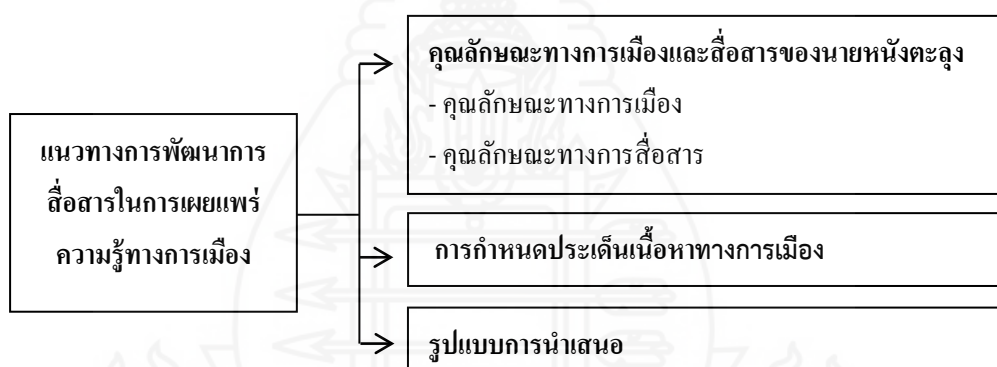 แนวทางการพัฒนาการ
สื่อสารในการเผยแพร่
ความรู้ทางการเมือง
คุณลักษณะทางการเมืองและสื่อสารของนายหนังตะลุง
- คุณลักษณะทางการเมือง
- คุณลักษณะทางการสื่อสาร
การกำหนดประเด็นเนื้อหาทางการเมือง
รูปแบบการนำเสนอ